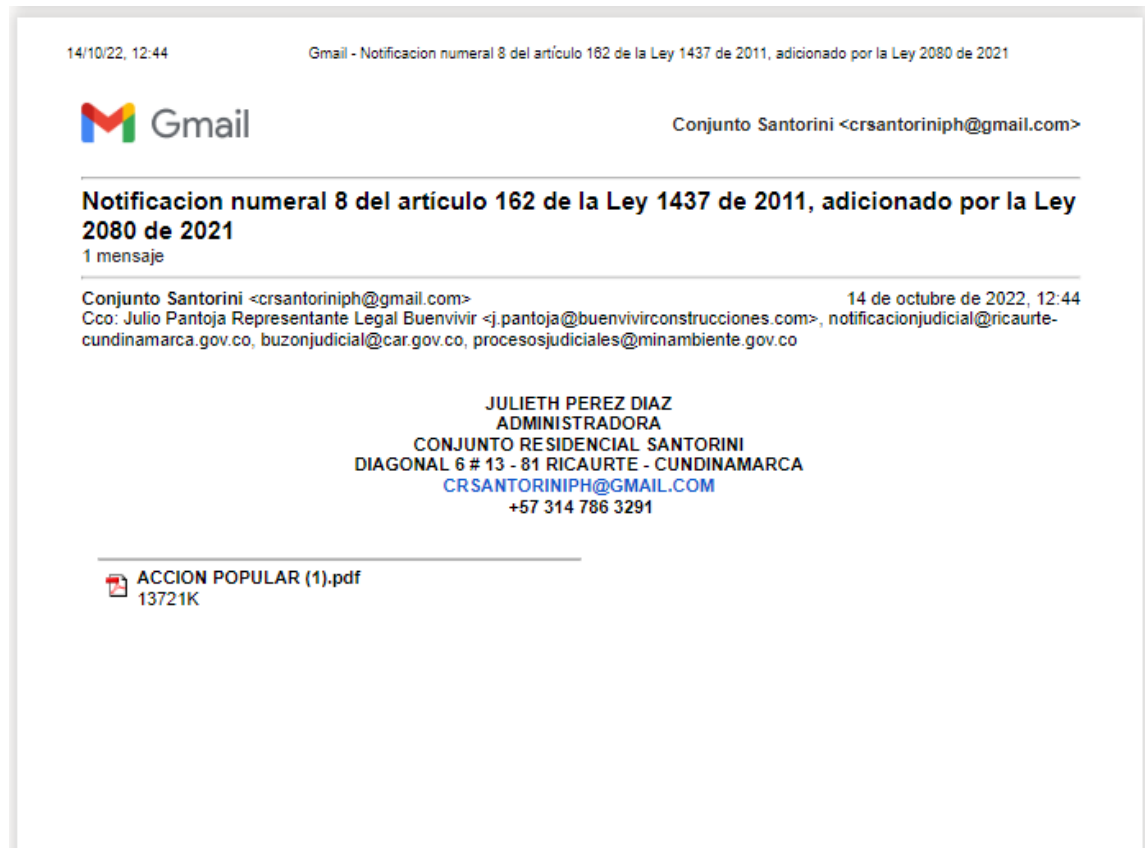 14/10/22, 12:44 Gmail - Notificacion numeral 8 del artículo 162 de la Ley 1437 de 2011, adicionado por la Ley 2080 de 2021
Gmail Conjunto Santorini <crsantoriniph@gmail.com>
Notificacion numeral 8 del artículo 162 de la Ley 1437 de 2011, adicionado por la Ley
2080 de 2021
1 mensaje
Conjunto Santorini <crsantoriniph@gmail.com> 14 de octubre de 2022, 12:44
Cco: Julio Pantoja Representante Legal Buenvivir <j.pantoja@buenvivirconstrucciones.com>, notificacionjudicial@ricaurte-
cundinamarca.gov.co, buzonjudicial@car.gov.co, procesosjudiciales@minambiente.gov.co
JULIETH PEREZ DIAZ
ADMINISTRADORA
CONJUNTO RESIDENCIAL SANTORINI
DIAGONAL 6 # 13 - 81 RICAURTE - CUNDINAMARCA
CRSANTORINIPH@GMAIL.COM
+57 314 786 3291
ACCION POPULAR (1).pdf
13721K